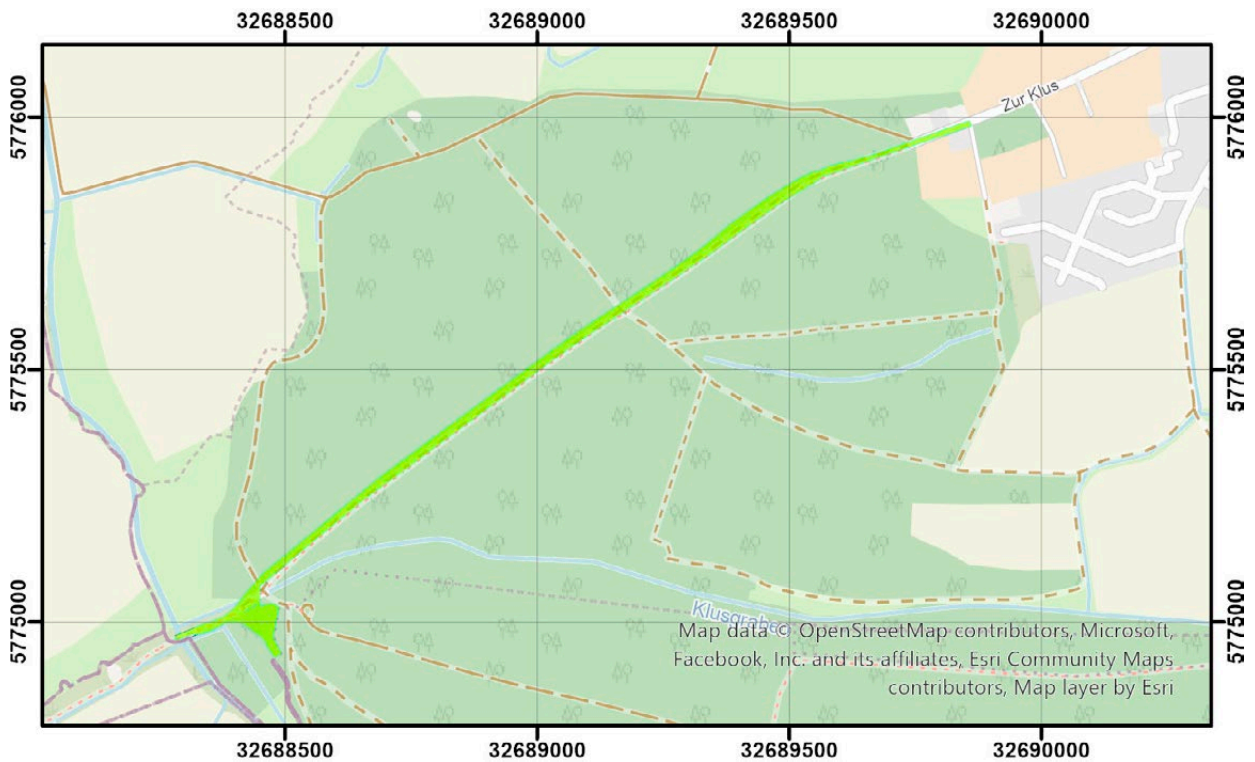 32688500 32689000 32689500 32690000
5776000 5776000
Zur Klus
5775500 5775500
5775000 5775000
Klusgraben
Map data © OpenStreetMap contributors, Microsoft,
Facebook, Inc. and its affiliates, Esri Community Maps
contributors, Map layer by Esri
32688500 32689000 32689500 32690000